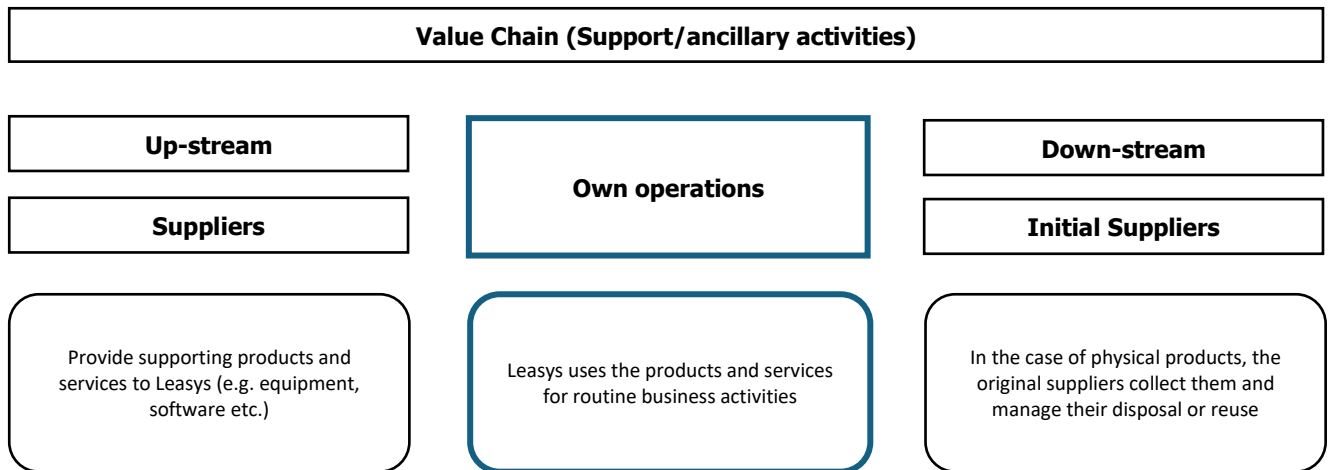 Value Chain (Support/ancillary activities)
Up-stream
Suppliers
Own operations
Down-stream
Initial Suppliers
Provide supporting products and
services to Leasys (e.g. equipment,
software etc.)
Leasys uses the products and services
for routine business activities
In the case of physical products, the
original suppliers collect them and
manage their disposal or reuse